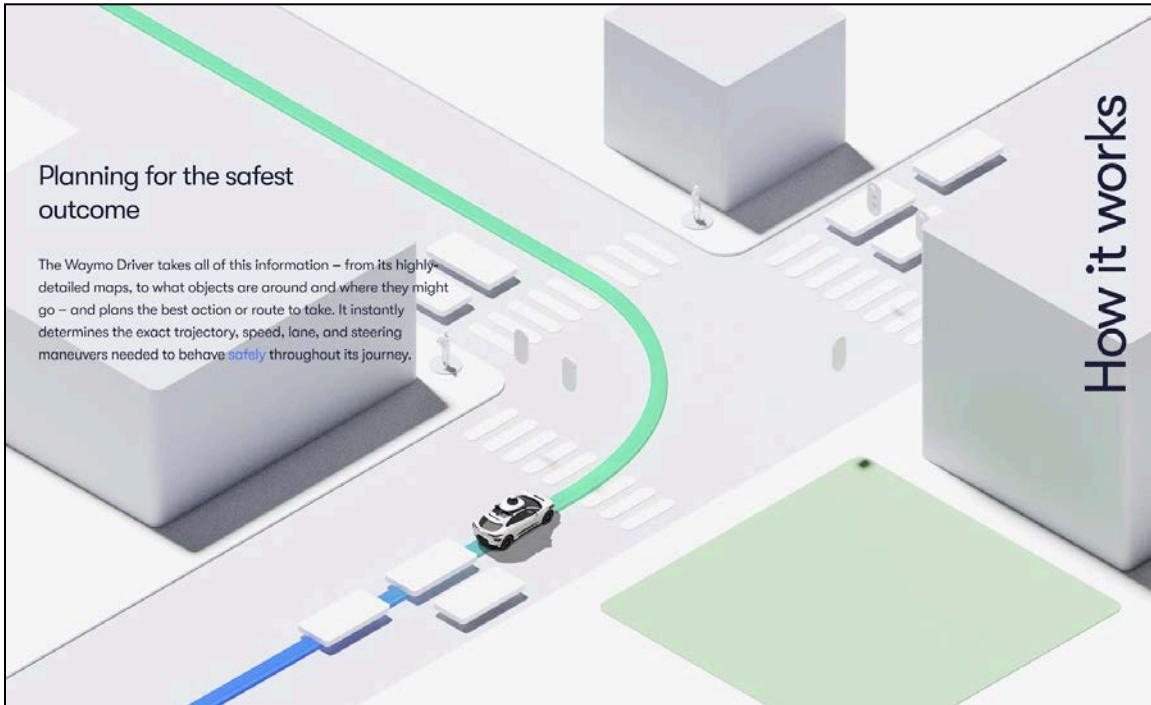 Planning for the safest
outcome
The Waymo Driver takes all of this information – from its highly-
detailed maps, to what objects are around and where they might
go – and plans the best action or route to take. It instantly
determines the exact trajectory, speed, lane, and steering
maneuvers needed to behave safely throughout its journey.
How it works